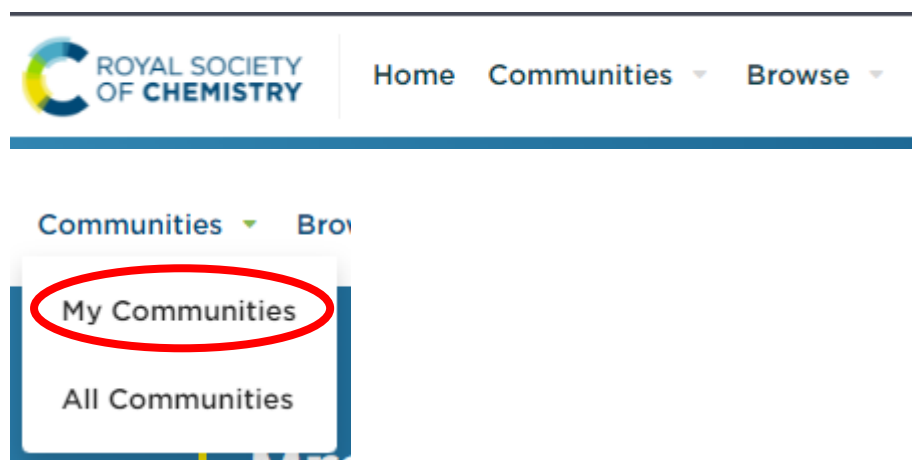 ROYAL SOCIETY
OF CHEMISTRY
Home Communities Browse
Communities
My Communities
All Communities